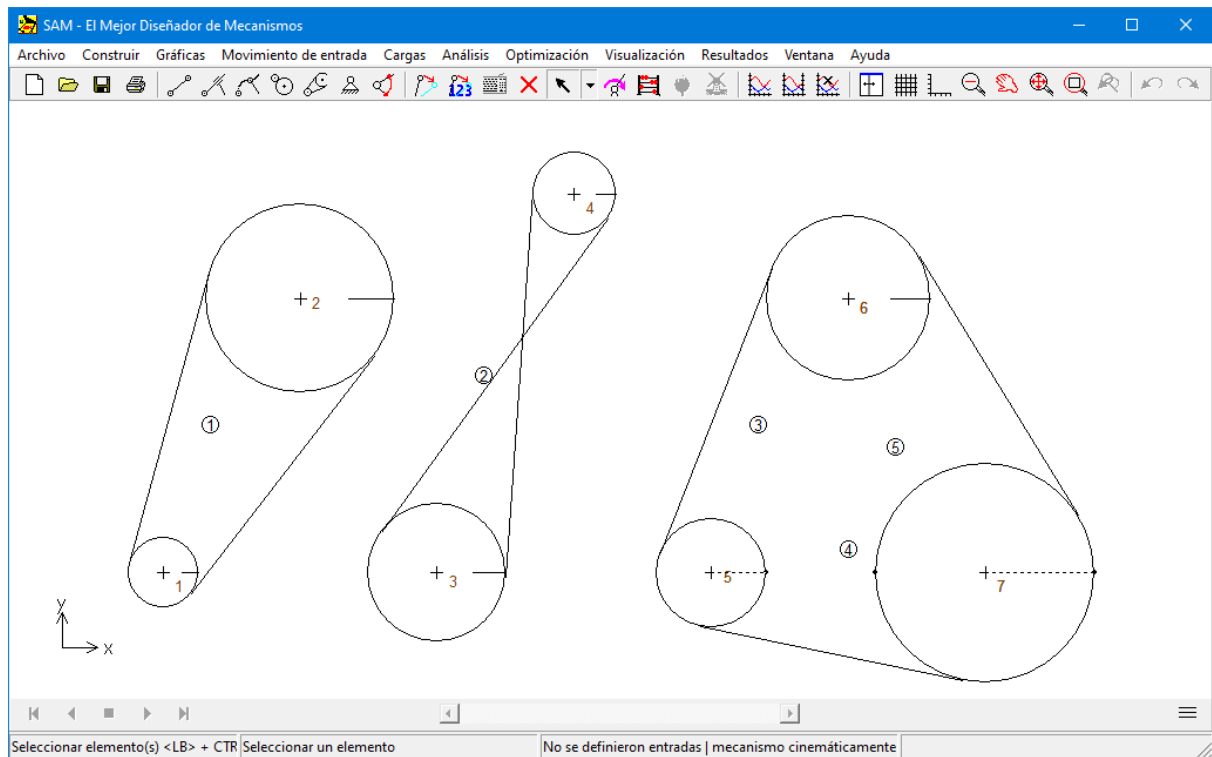 SAM - El Mejor Diseñador de Mecanismos
Archivo Construir Gráficas Movimiento de entrada Cargas Análisis Optimización Visualización Resultados Ventana Ayuda
123
4
2
6
2
1
3
5
4
1
3
5
7
y
x
Seleccionar elemento(s) <LB> + CTR Seleccionar un elemento No se definieron entradas | mecanismo cinemáticamente